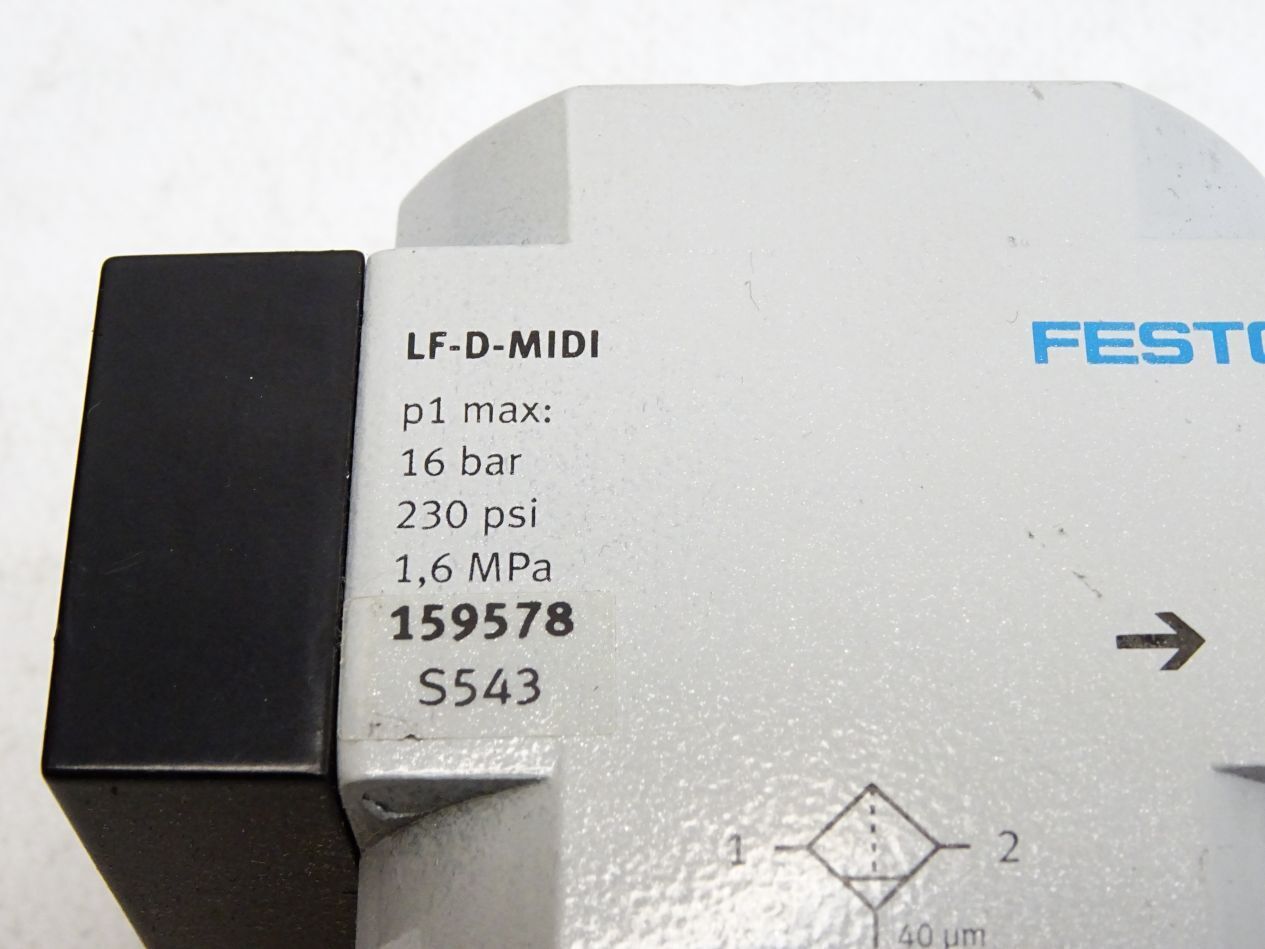 LF-D-MIDI
FESTO
p1 max:
16 bar
230 psi
1,6 MPa
159578
S543
1 2
40 µm